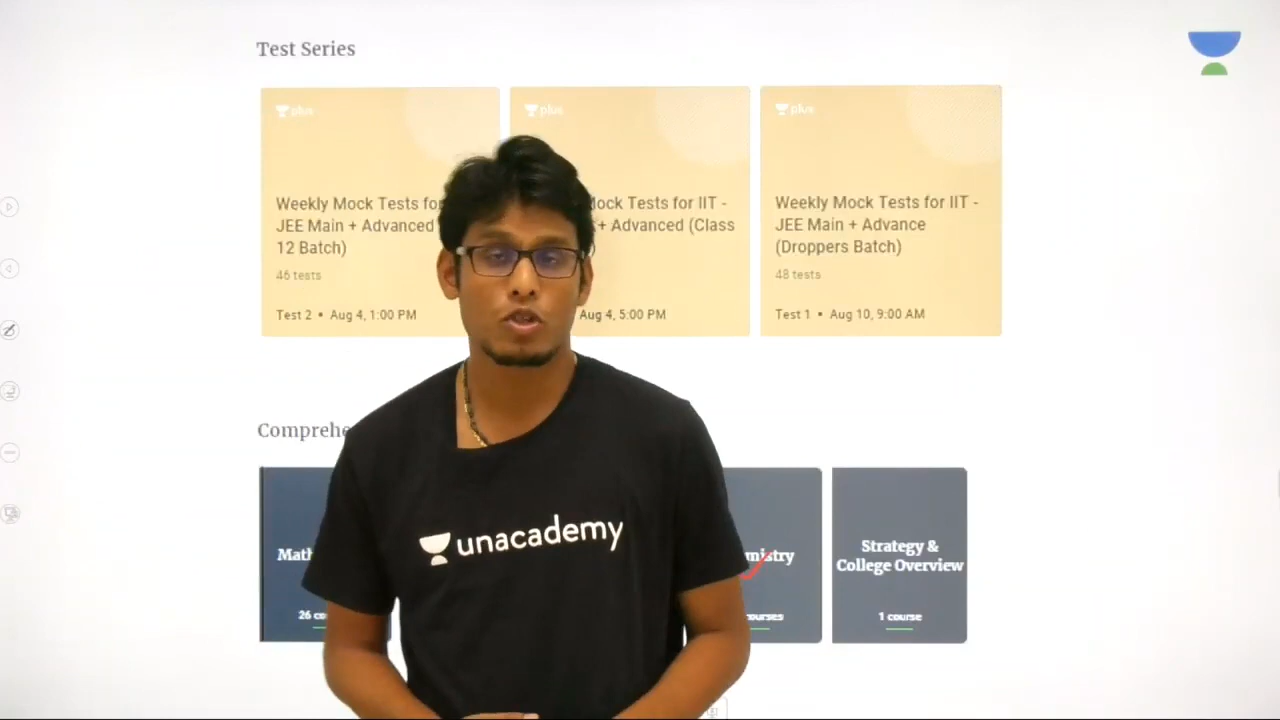 Test Series
plus
Weekly Mock Tests for
JEE Main + Advanced
12 Batch)
46 tests
Test 2 • Aug 4, 1:00 PM
plus
Mock Tests for IIT -
+ Advanced (Class
Aug 4, 5:00 PM
plus
Weekly Mock Tests for IIT -
JEE Main + Advance
(Droppers Batch)
48 tests
Test 1 • Aug 10, 9:00 AM
Comprehe
Math
26 co
mistry
ourses
Strategy &
College Overview
1 course
unacademy